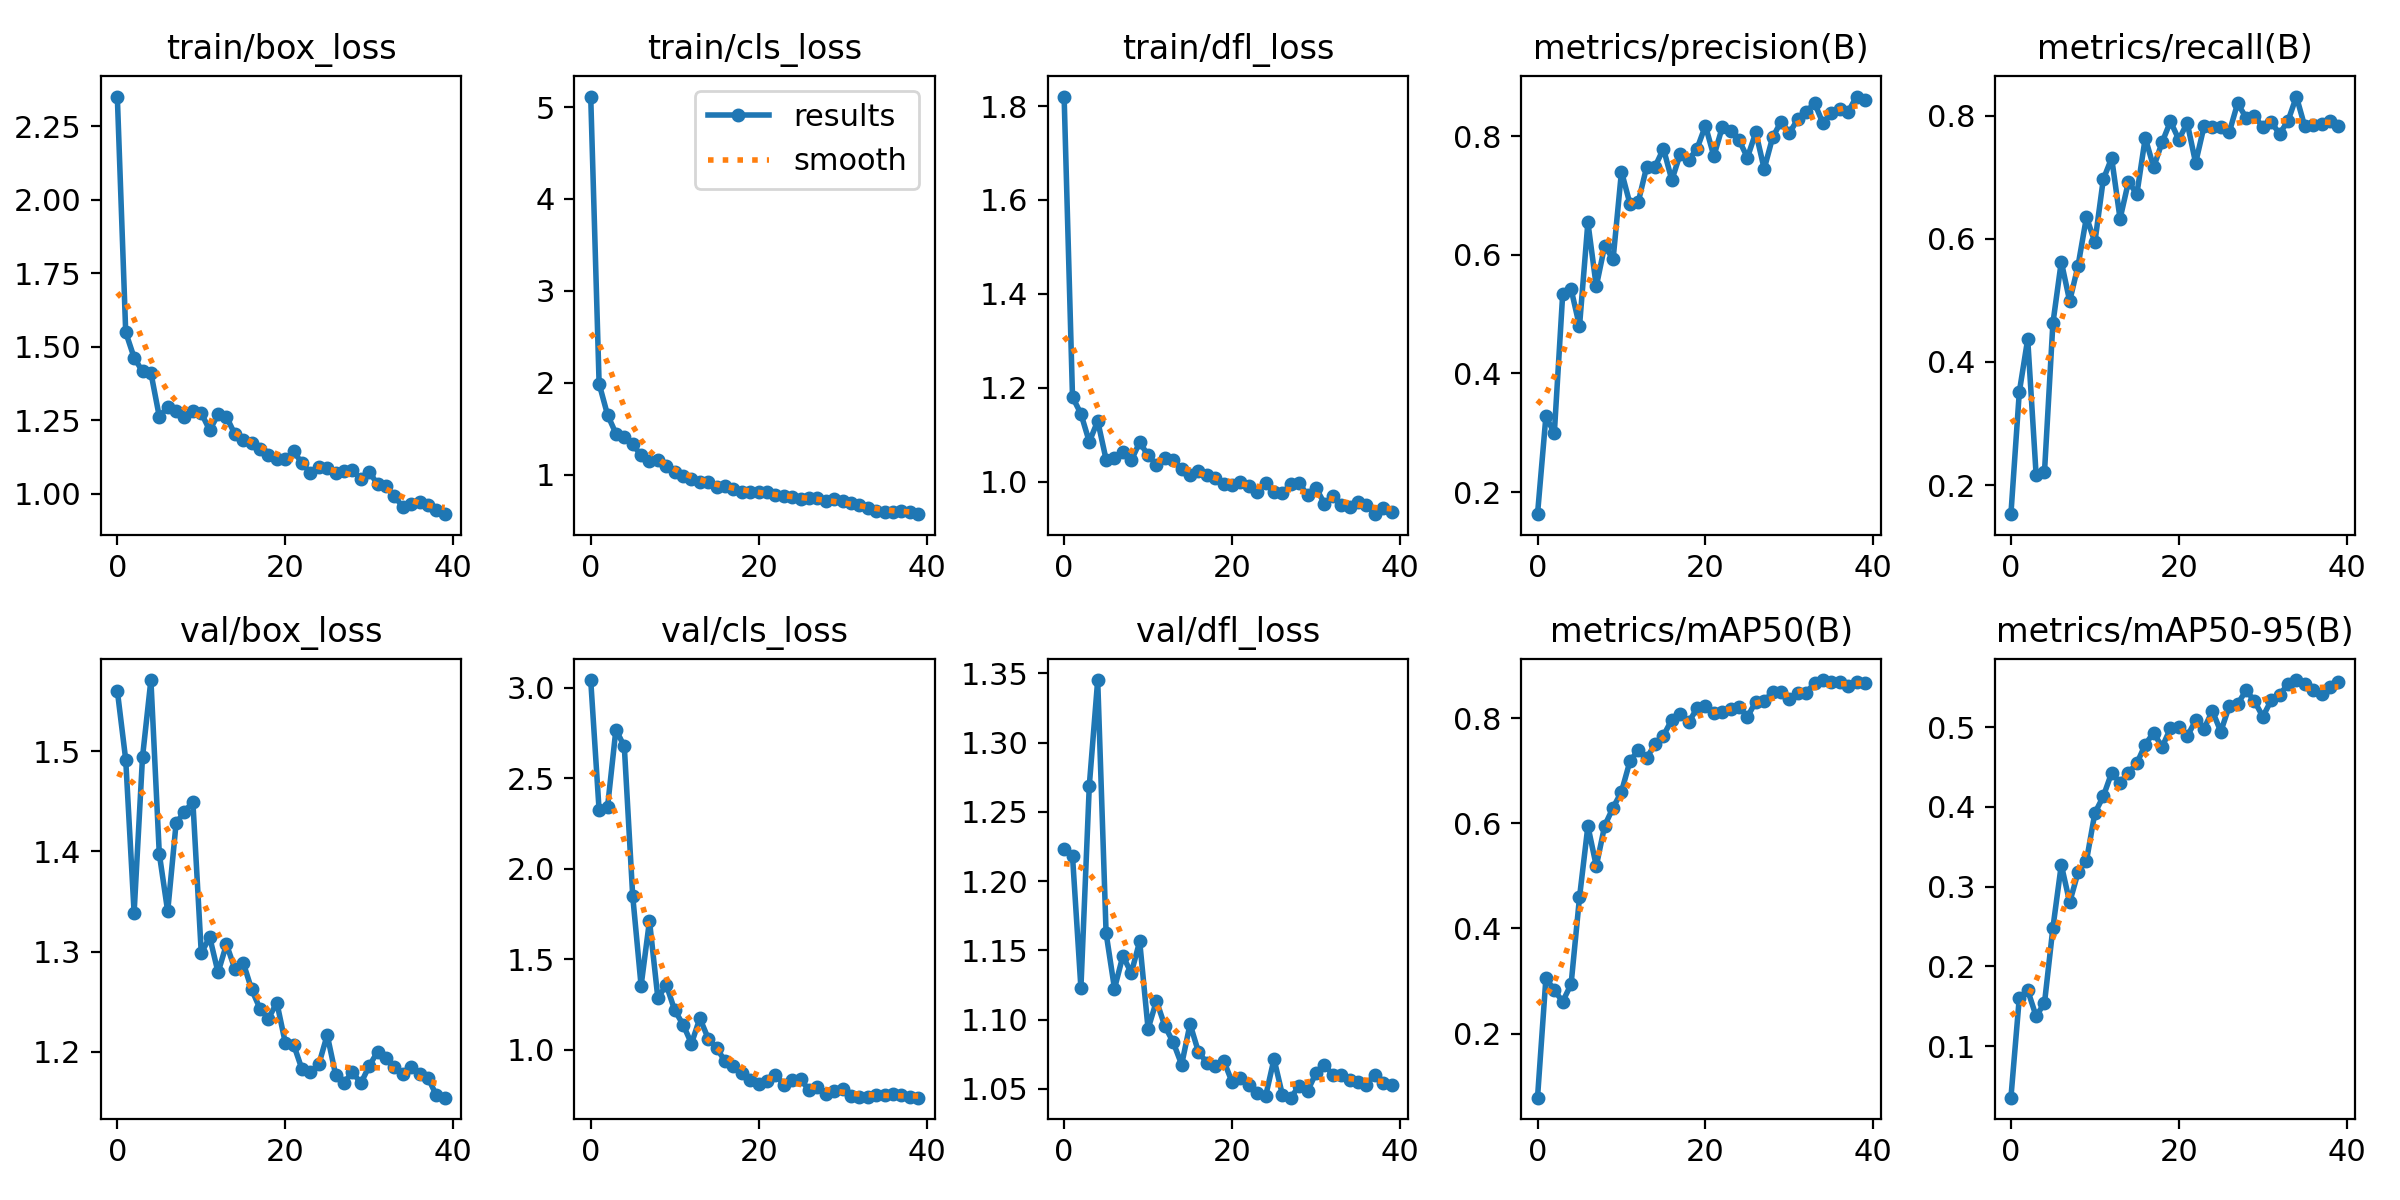 train/box_loss
2.25
2.00
1.75
1.50
1.25
1.00
0 20 40
train/cls_loss
results
smooth
5
4
3
2
1
0 20 40
train/dfl_loss
1.8
1.6
1.4
1.2
1.0
0 20 40
metrics/precision(B)
0.8
0.6
0.4
0.2
0 20 40
metrics/recall(B)
0.8
0.6
0.4
0.2
0 20 40
val/box_loss
1.5
1.4
1.3
1.2
0 20 40
val/cls_loss
3.0
2.5
2.0
1.5
1.0
0 20 40
val/dfl_loss
1.35
1.30
1.25
1.20
1.15
1.10
1.05
0 20 40
metrics/mAP50(B)
0.8
0.6
0.4
0.2
0 20 40
metrics/mAP50-95(B)
0.5
0.4
0.3
0.2
0.1
0 20 40